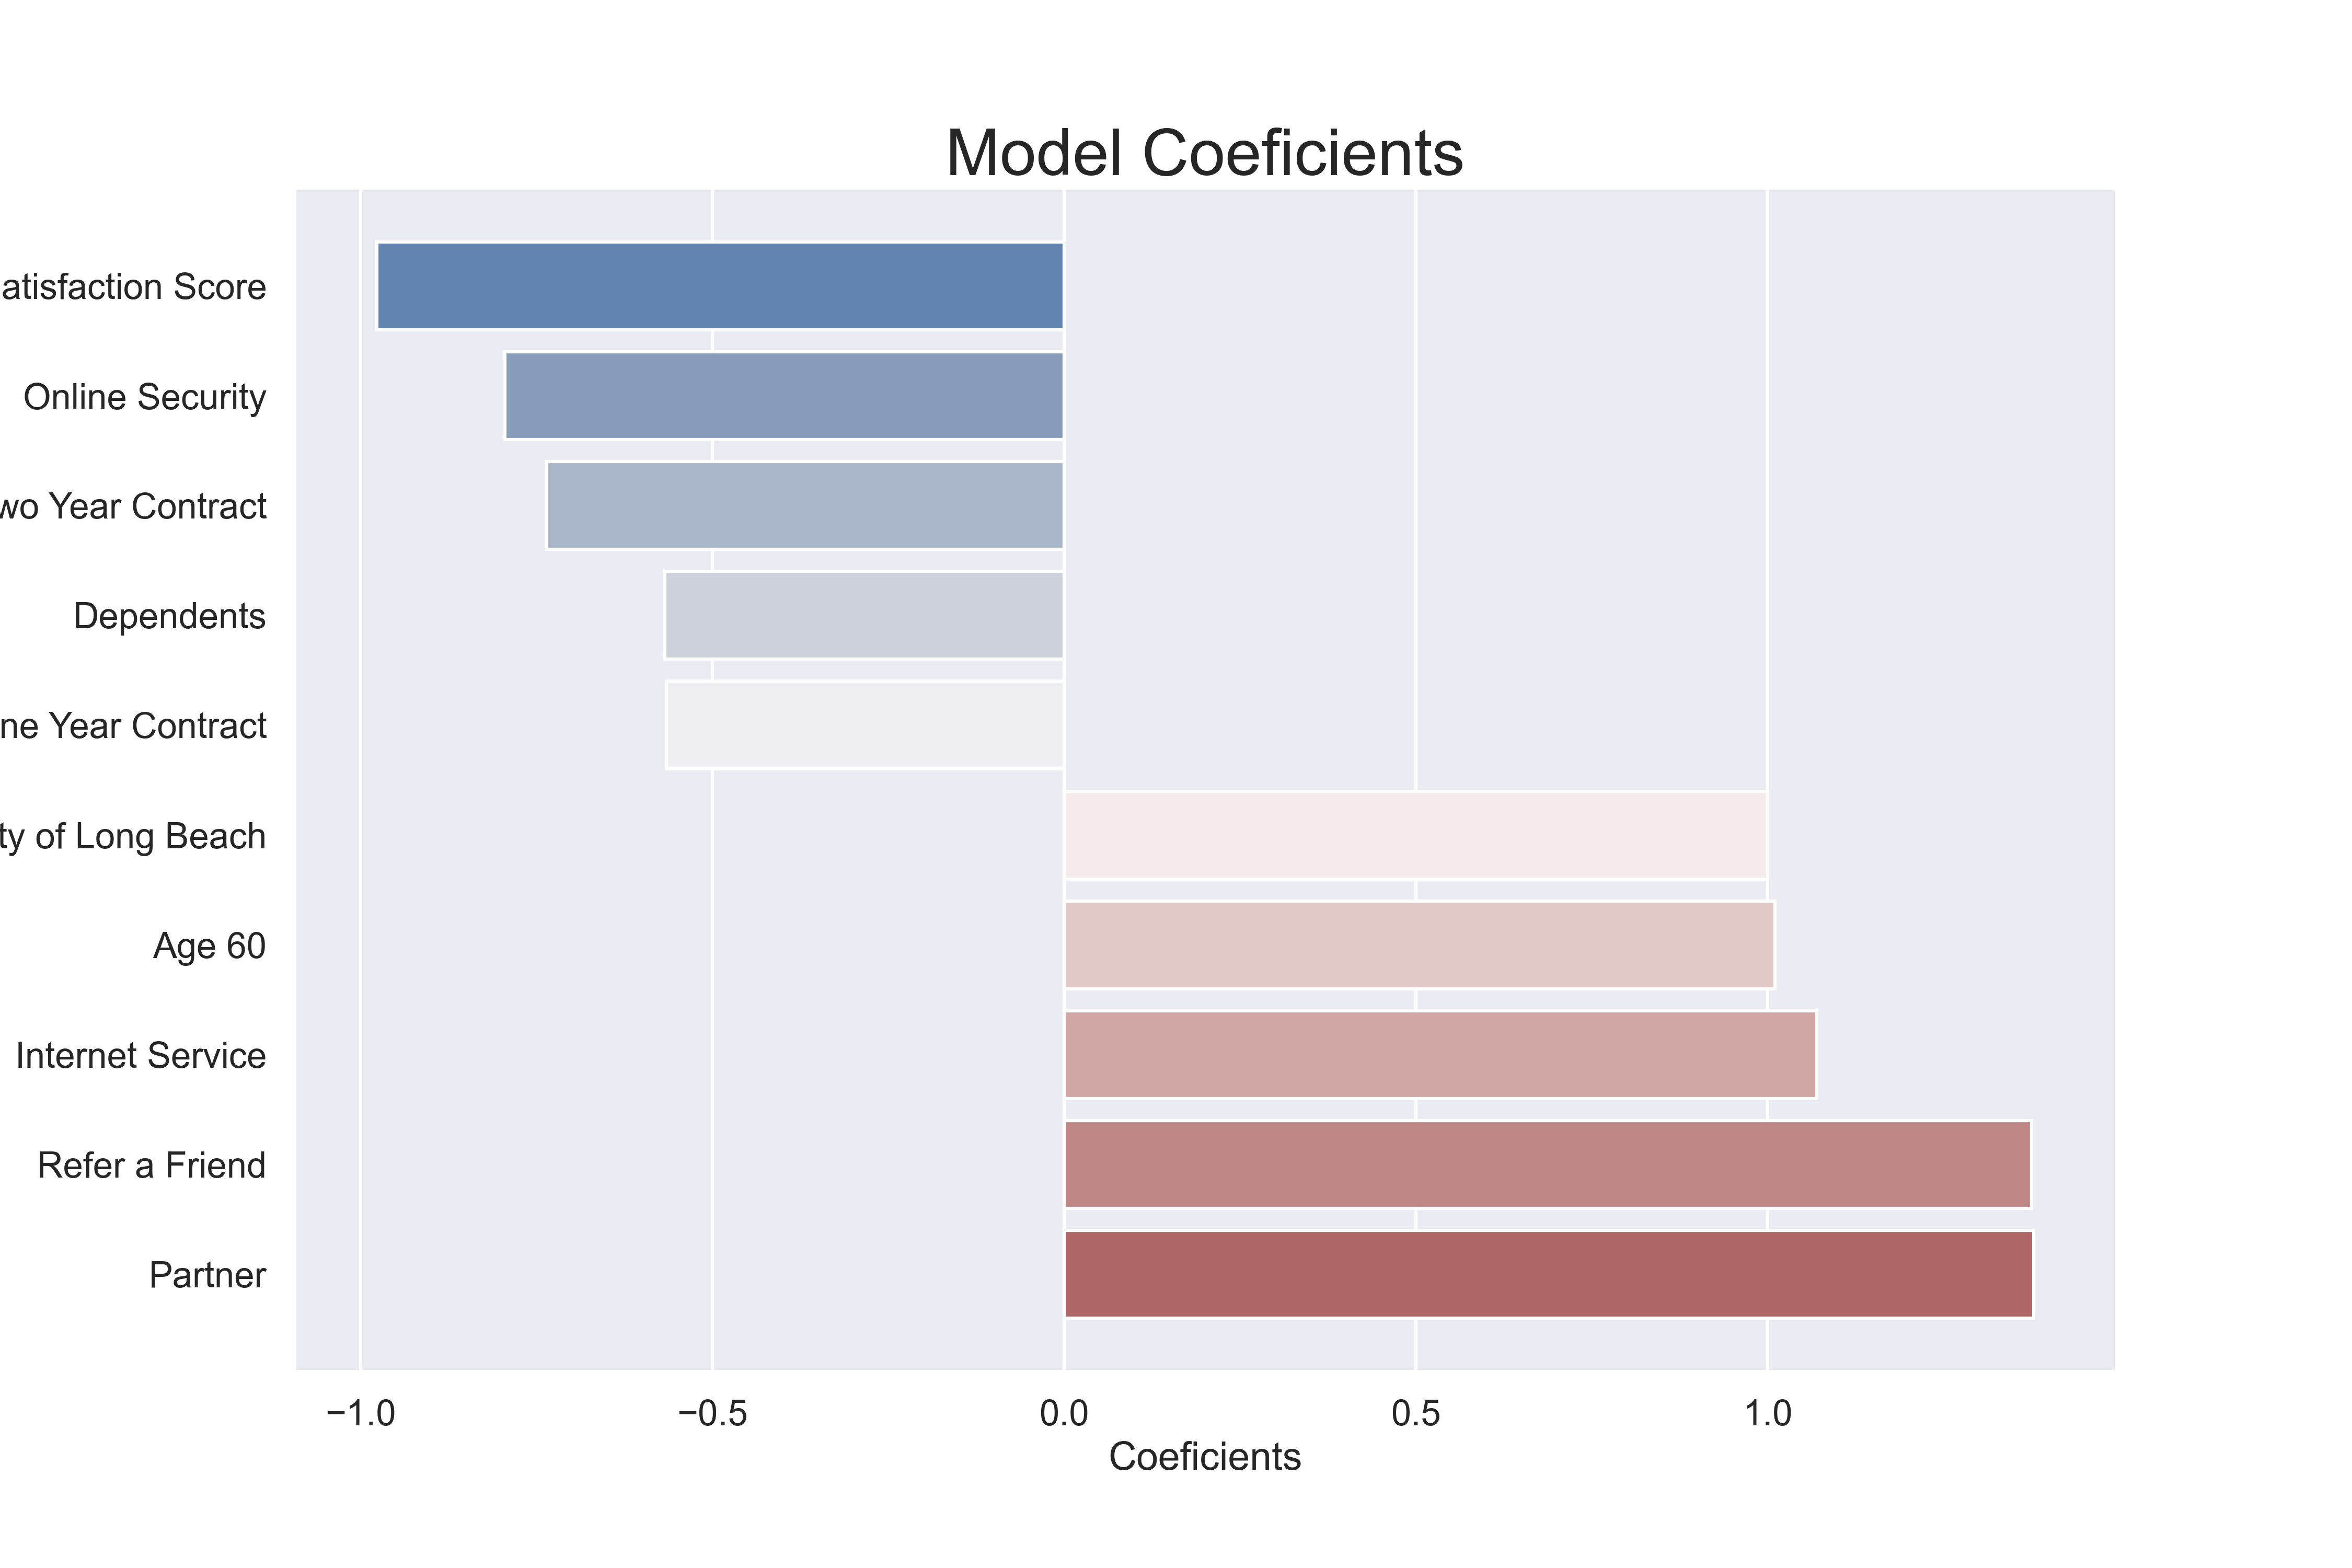 Model Coeficients
atisfaction Score
Online Security
wo Year Contract
Dependents
ne Year Contract
ty of Long Beach
Age 60
Internet Service
Refer a Friend
Partner
−1.0 −0.5 0.0 0.5 1.0
Coeficients